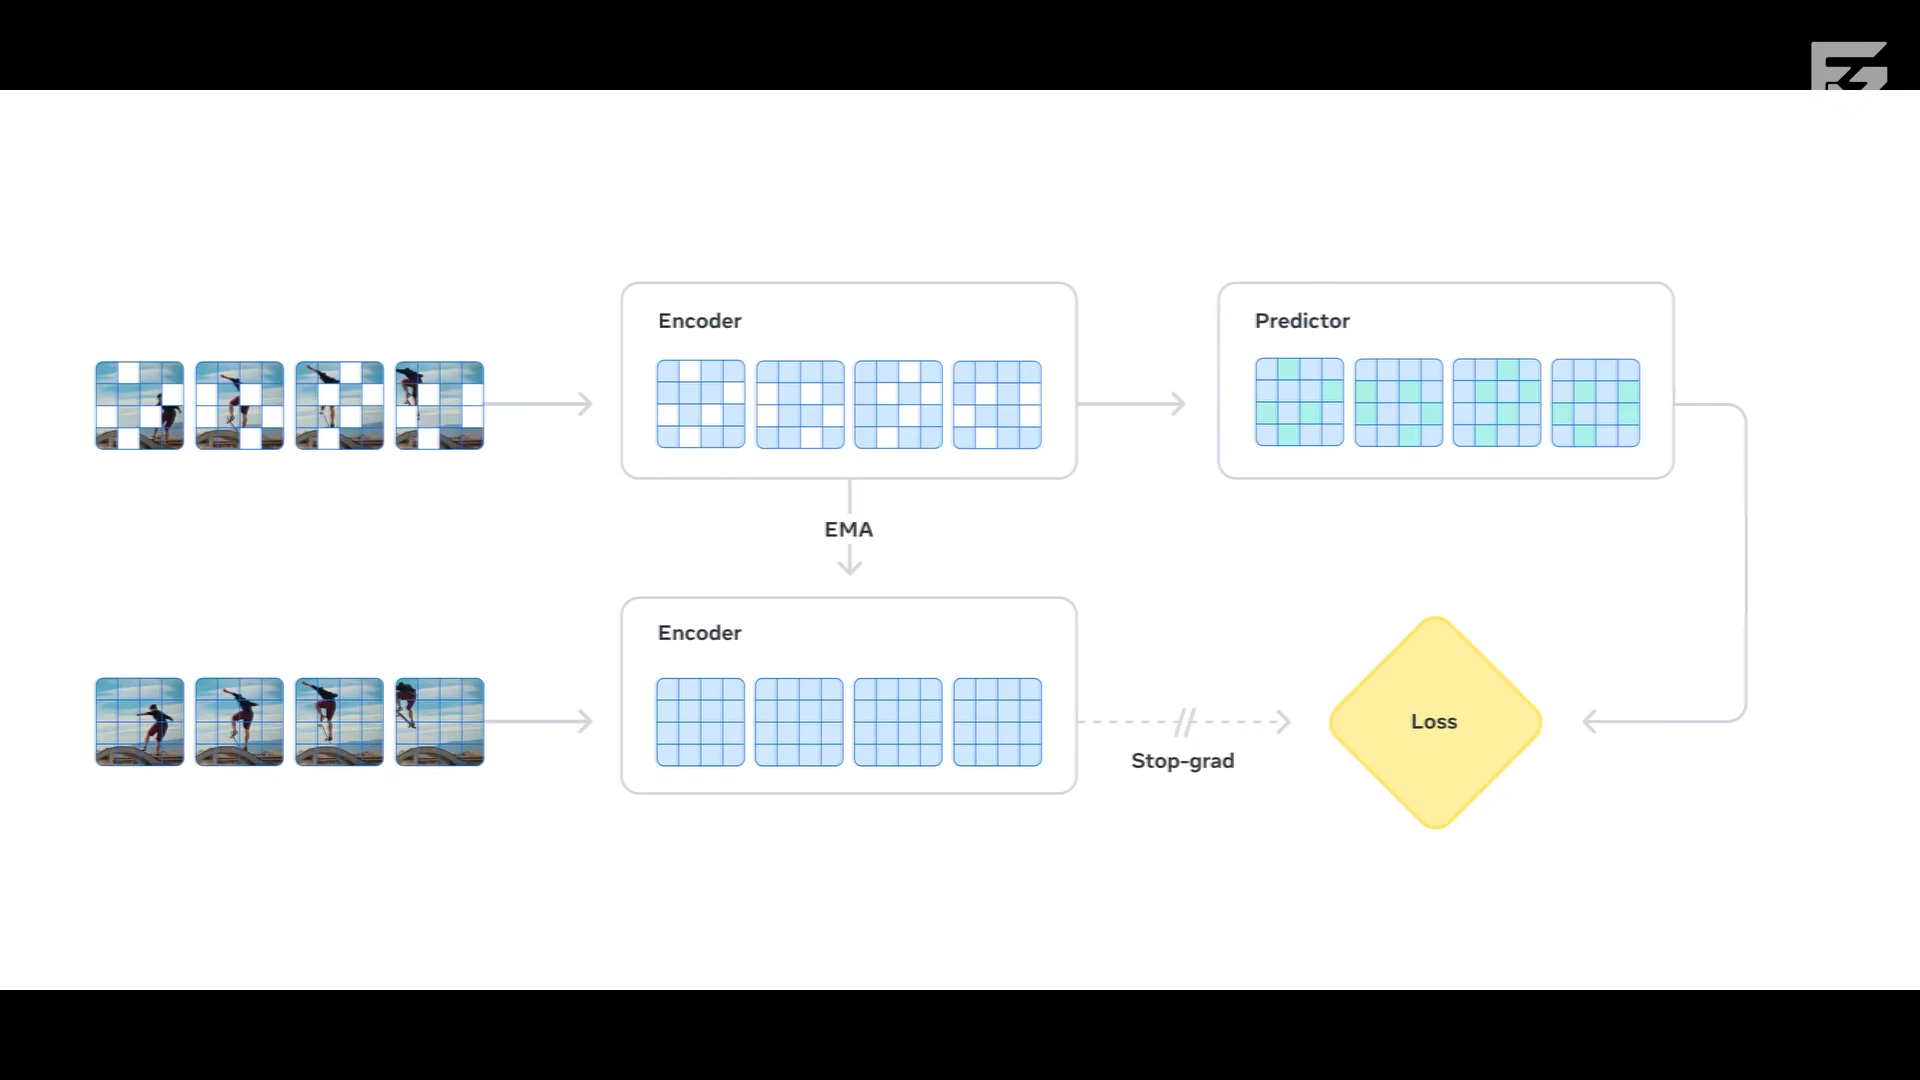 Encoder
Predictor
EMA
Encoder
Loss
Stop-grad